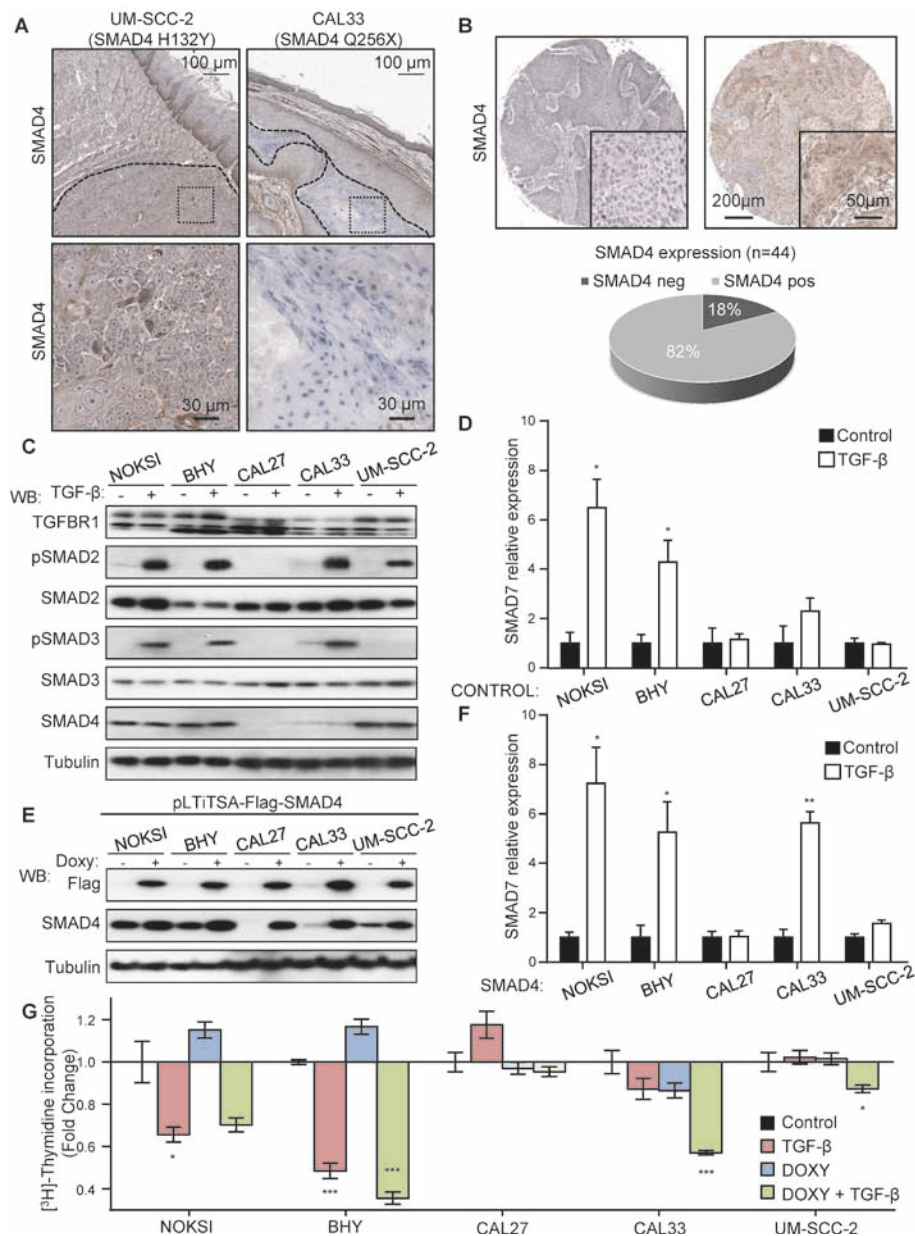 A
UM-SCC-2
(SMAD4 H132Y)
CAL33
(SMAD4 Q256X)
100 µm
100 µm
SMAD4
SMAD4
30 µm
30 µm
B
SMAD4
200µm
50µm
SMAD4 expression (n=44)
SMAD4 neg SMAD4 pos
18%
82%
C
NOKSI BHY CAL27 CAL33 UM-SCC-2
WB: TGF-β: - + - + - + - + - +
TGFBR1
pSMAD2
SMAD2
pSMAD3
SMAD3
SMAD4
Tubulin
D
SMAD7 relative expression
10
8
6
4
2
0
Control
TGF-β
*
*
CONTROL: NOKSI BHY CAL27 CAL33 UM-SCC-2
E
pLTiTSA-Flag-SMAD4
NOKSI BHY CAL27 CAL33 UM-SCC-2
Doxy: - + - + - + - + - +
WB: Flag
SMAD4
Tubulin
F
SMAD7 relative expression
10
8
6
4
2
0
Control
TGF-β
*
*
**
SMAD4: NOKSI BHY CAL27 CAL33 UM-SCC-2
G
[³H]-Thymidine incorporation
(Fold Change)
1.2
1.0
0.8
0.6
0.4
*
***
***
***
*
Control
TGF-β
DOXY
DOXY + TGF-β
NOKSI BHY CAL27 CAL33 UM-SCC-2